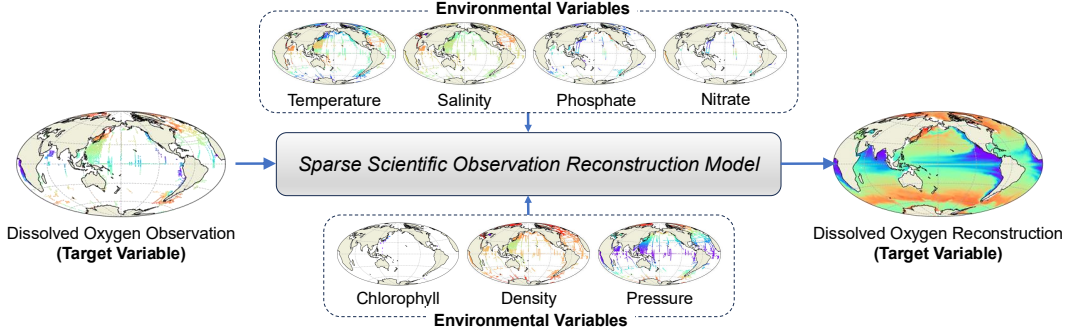 Environmental Variables
Temperature
Salinity
Phosphate
Nitrate
Sparse Scientific Observation Reconstruction Model
Dissolved Oxygen Observation
(Target Variable)
Dissolved Oxygen Reconstruction
(Target Variable)
Chlorophyll
Density
Pressure
Environmental Variables